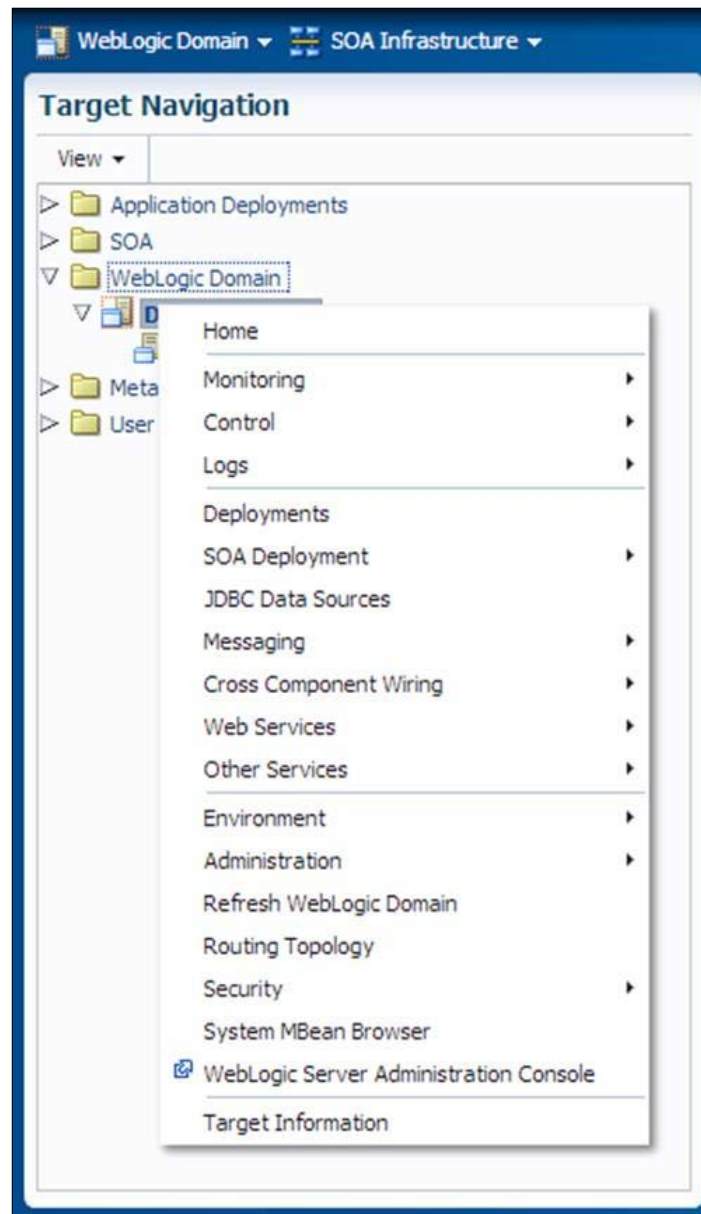 WebLogic Domain SOA Infrastructure
Target Navigation
View
Application Deployments
SOA
WebLogic Domain
D
Meta
User
Home
Monitoring
Control
Logs
Deployments
SOA Deployment
JDBC Data Sources
Messaging
Cross Component Wiring
Web Services
Other Services
Environment
Administration
Refresh WebLogic Domain
Routing Topology
Security
System MBean Browser
WebLogic Server Administration Console
Target Information